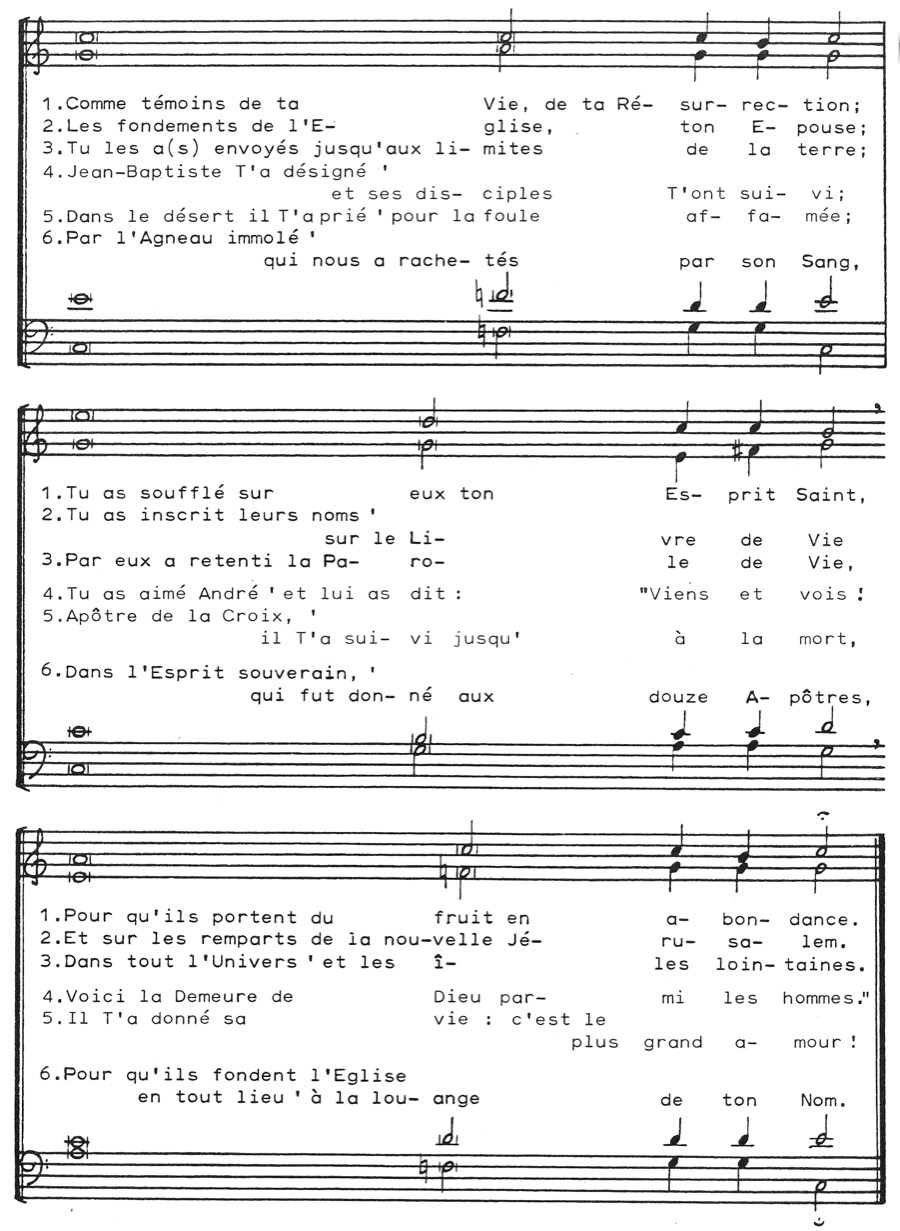 1.Comme témoins de ta Vie, de ta Ré- sur- rec- tion;
2.Les fondements de l'E- glise, ton E- pouse;
3.Tu les a(s) envoyés jusqu'aux li- mites de la terre;
4.Jean-Baptiste T'a désigné '
et ses dis- ciples T'ont sui- vi;
5.Dans le désert il T'a prié ' pour la foule af- fa- mée;
6.Par l'Agneau immolé '
qui nous a rache- tés par son Sang,
1.Tu as soufflé sur eux ton Es- prit Saint,
2.Tu as inscrit leurs noms '
sur le Li- vre de Vie
3.Par eux a retenti la Pa- ro- le de Vie,
4.Tu as aimé André ' et lui as dit : "Viens et vois !
5.Apôtre de la Croix, '
il T'a sui- vi jusqu' à la mort,
6.Dans l'Esprit souverain, '
qui fut don- né aux douze A- pôtres,
1.Pour qu'ils portent du fruit en a- bon- dance.
2.Et sur les remparts de la nou-velle Jé- ru- sa- lem.
3.Dans tout l'Univers ' et les î- les loin- taines.
4.Voici la Demeure de Dieu par- mi les hommes."
5.Il T'a donné sa vie : c'est le
plus grand a- mour !
6.Pour qu'ils fondent l'Eglise
en tout lieu ' à la lou- ange de ton Nom.